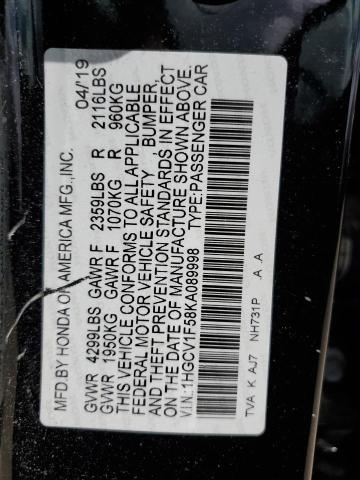 MFD.BY HONDA OF AMERICA MFG.,INC. 04/19
GVWR 4299LBS GAWR F 2359LBS R 2116LBS
GVWR 1950KG GAWR F 1070KG R 960KG
THIS VEHICLE CONFORMS TO ALL APPLICABLE
FEDERAL MOTOR VEHICLE SAFETY , BUMPER,
AND THEFT PREVENTION STANDARDS IN EFFECT
ON THE DATE OF MANUFACTURE SHOWN ABOVE.
V.I.N.:1HGCV1F58KA089998 TYPE:PASSENGER CAR
TVA K AJ7 NH731P A A